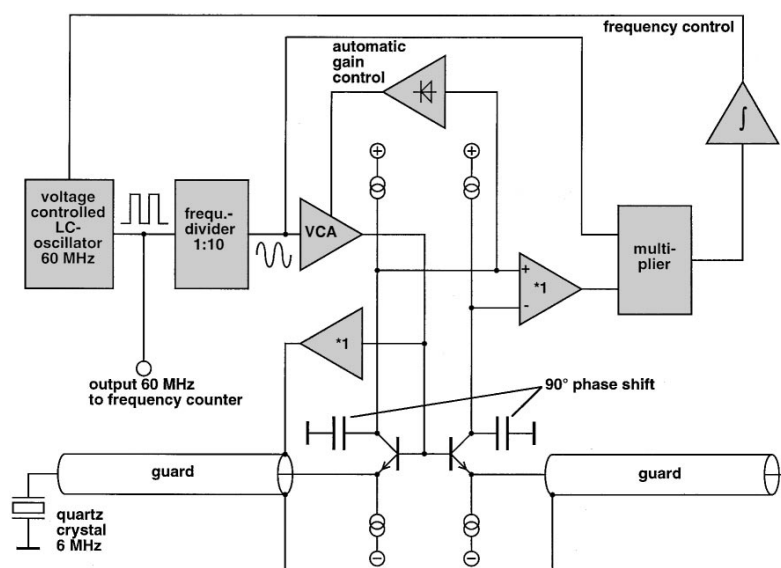 frequency control
automatic
gain
control
∫
voltage
controlled
LC-
oscillator
60 MHz
frequ.-
divider
1:10
VCA
multi-
plier
+
*1
-
*1
output 60 MHz
to frequency counter
90° phase shift
guard
guard
quartz
crystal
6 MHz